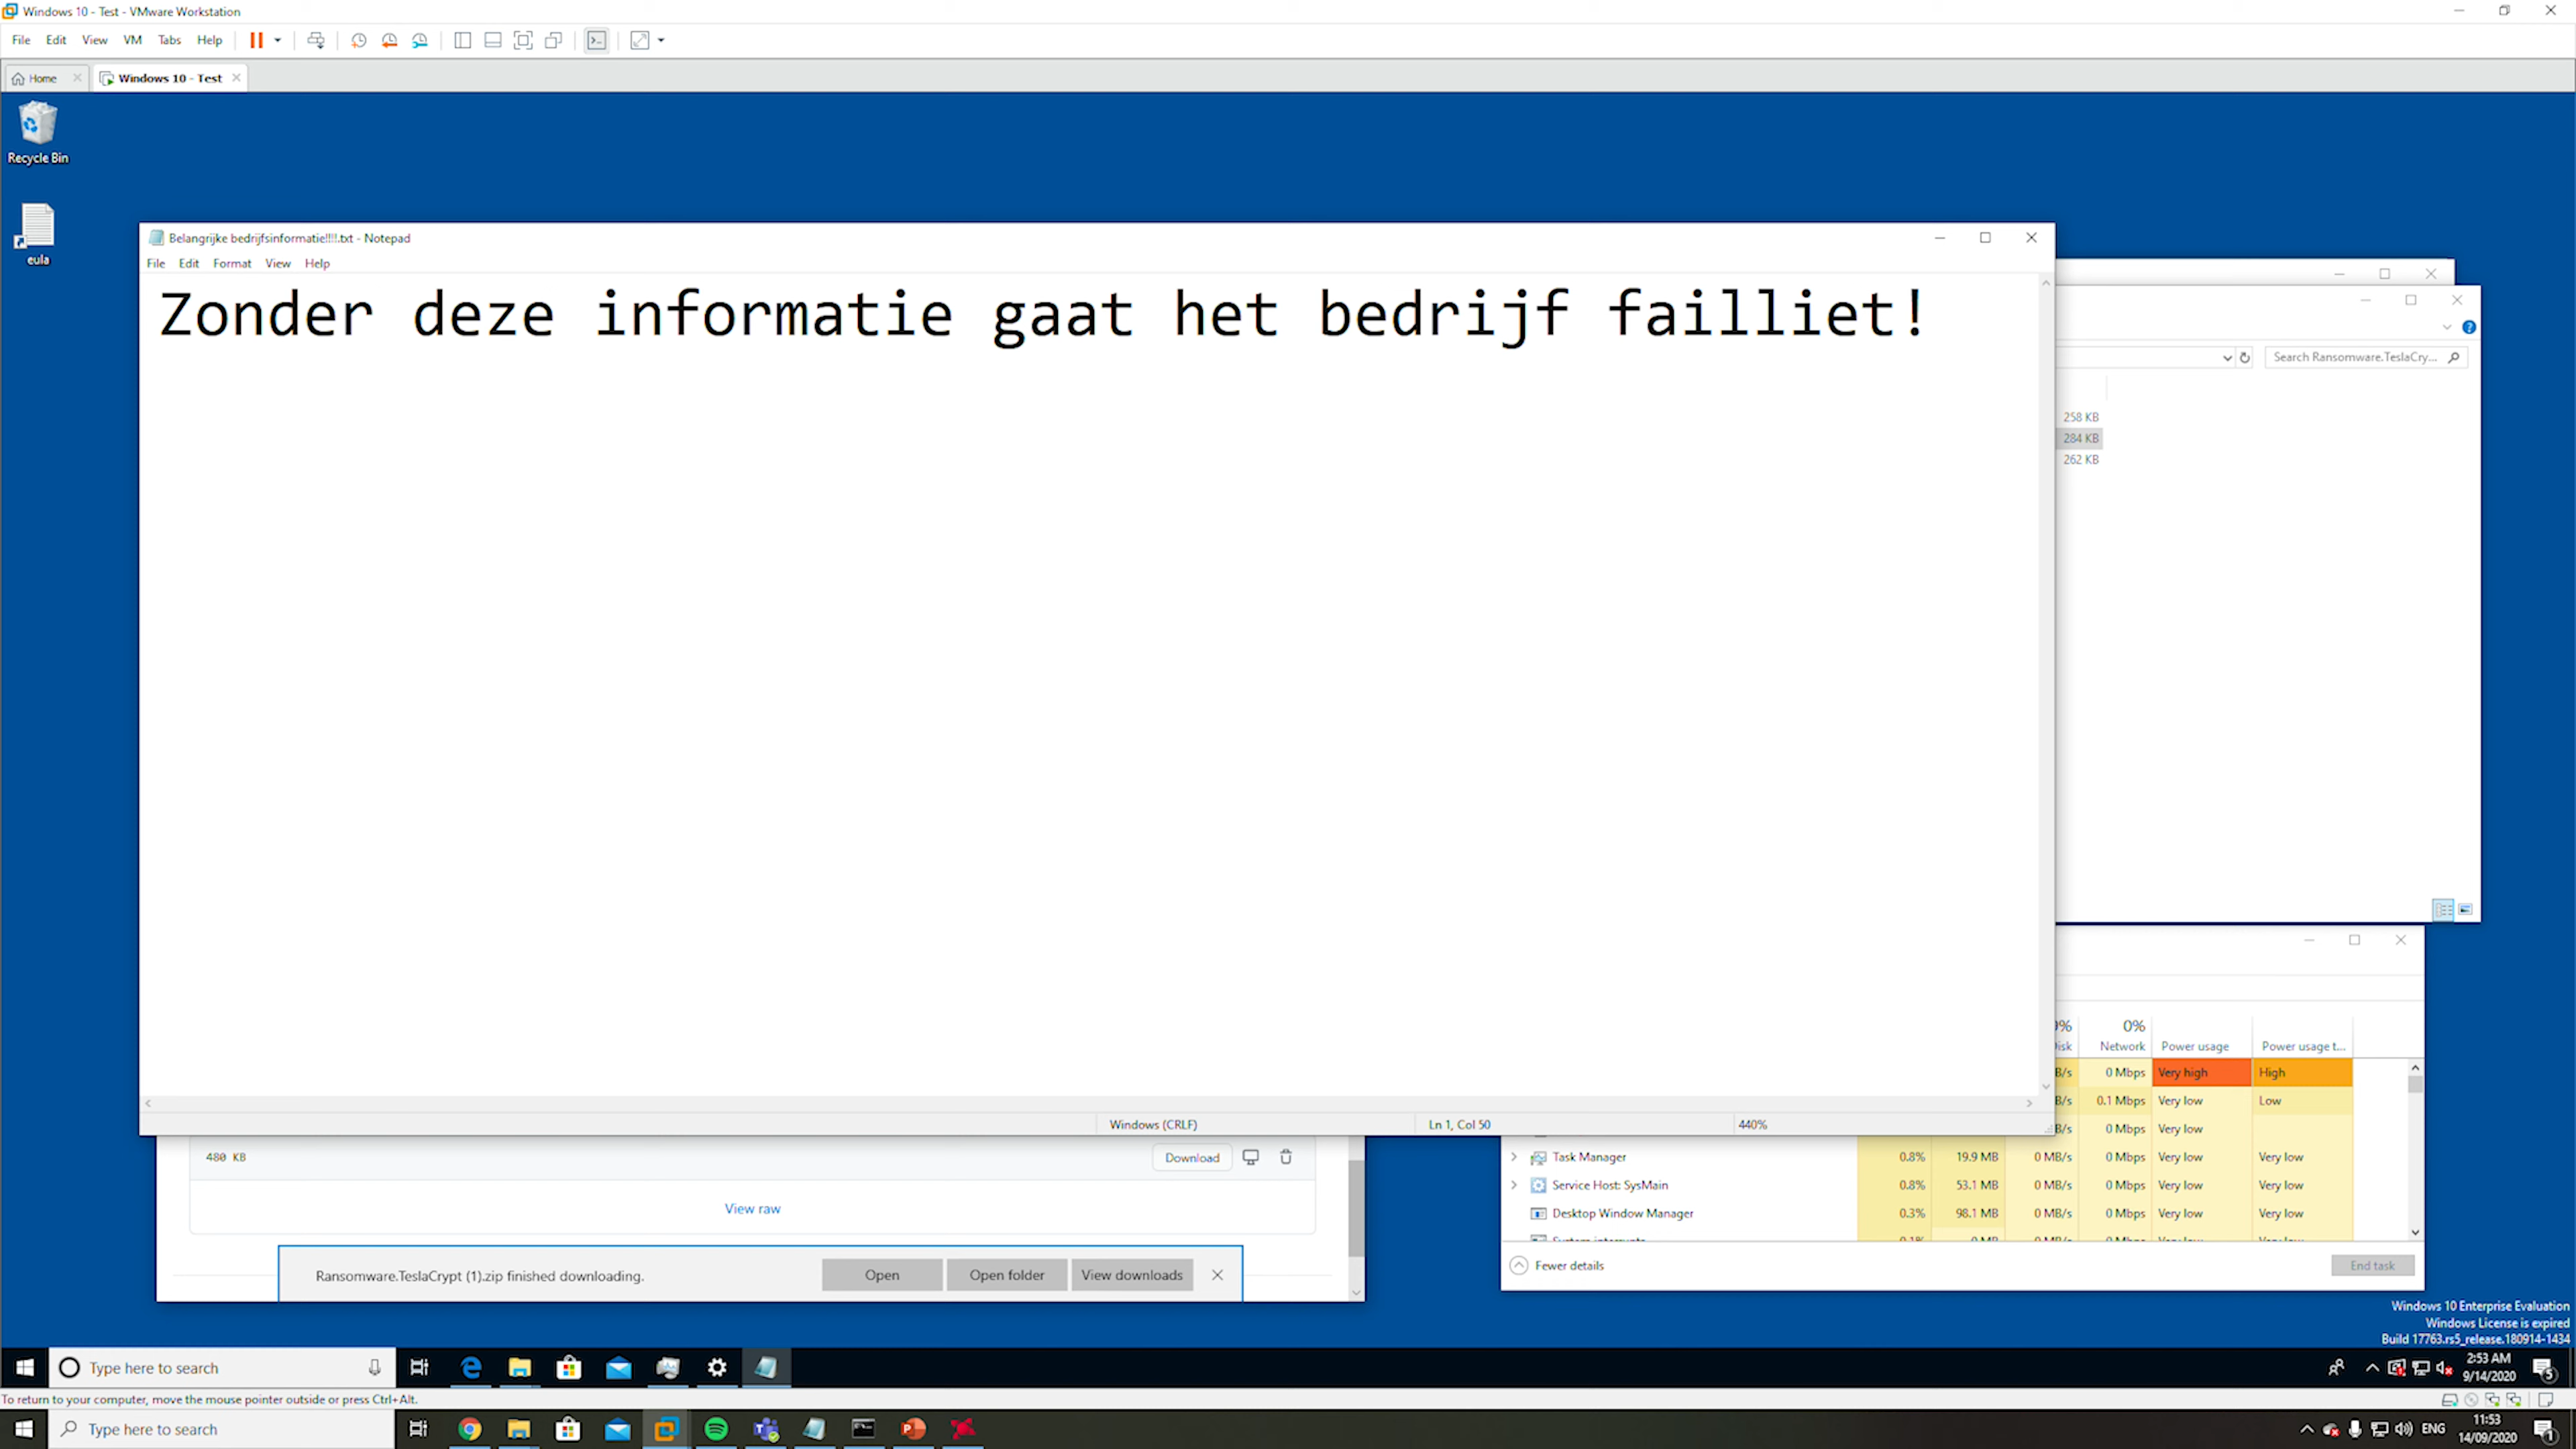 Windows 10 - Test - VMware Workstation
File Edit View VM Tabs Help
Home Windows 10 - Test
Recycle Bin
eula
Belangrijke bedrijfsinformatie!!!!.txt - Notepad
File Edit Format View Help
Zonder deze informatie gaat het bedrijf failliet!
Search Ransomware.TeslaCry...
258 KB
284 KB
262 KB
Windows (CRLF) Ln 1, Col 50 440%
0%
Network Power usage Power usage t...
0 Mbps Very high High
B/s 0.1 Mbps Very low Low
B/s 0 Mbps Very low
Task Manager 0.8% 19.9 MB 0 MB/s 0 Mbps Very low Very low
Service Host: SysMain 0.8% 53.1 MB 0 MB/s 0 Mbps Very low Very low
Desktop Window Manager 0.3% 98.1 MB 0 MB/s 0 Mbps Very low Very low
Fewer details End task
480 KB Download
View raw
Ransomware.TeslaCrypt (1).zip finished downloading. Open Open folder View downloads
Windows 10 Enterprise Evaluation
Windows License is expired
Build 17763.rs5_release.180914-1434
Type here to search
2:53 AM
9/14/2020
5
To return to your computer, move the mouse pointer outside or press Ctrl+Alt.
Type here to search
ENG
11:53
14/09/2020
1